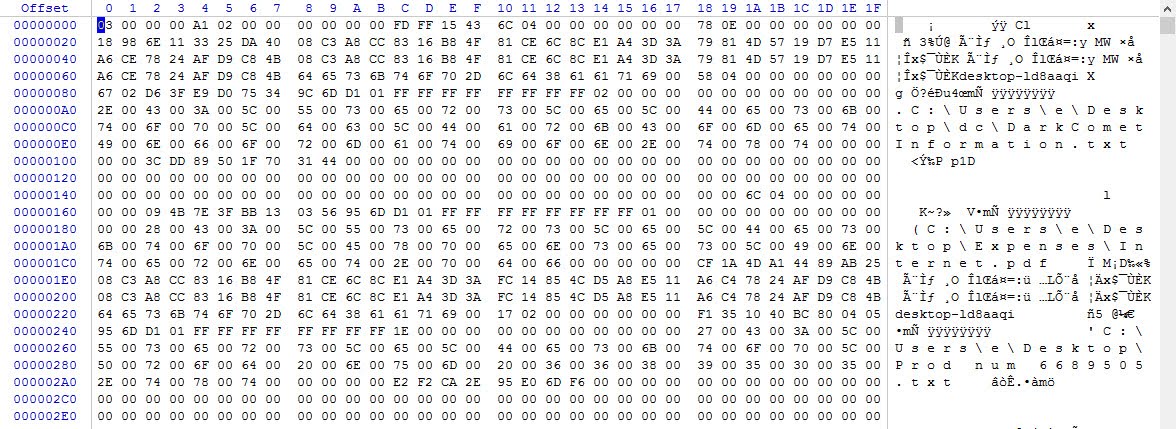 Offset 0 1 2 3 4 5 6 7 8 9 A B C D E F 10 11 12 13 14 15 16 17 18 19 1A 1B 1C 1D 1E 1F
00000000 03 00 00 00 A1 02 00 00 00 00 00 00 FD FF 15 43 6C 04 00 00 00 00 00 00 78 0E 00 00 00 00 00 00 ¡ ýÿ Cl x
00000020 18 98 6E 11 33 25 DA 40 08 C3 A8 CC 83 16 B8 4F 81 CE 6C 8C E1 A4 3D 3A 79 81 4D 57 19 D7 E5 11 ˜n 3%Ú@ Ã¨Ìƒ ¸O ÎlŒá¤=:y MW ×å
00000040 A6 CE 78 24 AF D9 C8 4B 08 C3 A8 CC 83 16 B8 4F 81 CE 6C 8C E1 A4 3D 3A 79 81 4D 57 19 D7 E5 11 ¦Îx$¯ÙÈK Ã¨Ìƒ ¸O ÎlŒá¤=:y MW ×å
00000060 A6 CE 78 24 AF D9 C8 4B 64 65 73 6B 74 6F 70 2D 6C 64 38 61 61 71 69 00 58 04 00 00 00 00 00 00 ¦Îx$¯ÙÈKdesktop-ld8aaqi X
00000080 67 02 D6 3F E9 D0 75 34 9C 6D D1 01 FF FF FF FF FF FF FF FF 02 00 00 00 00 00 00 00 00 00 00 00 g Ö?éÐu4œmÑ ÿÿÿÿÿÿÿÿ
000000A0 2E 00 43 00 3A 00 5C 00 55 00 73 00 65 00 72 00 73 00 5C 00 65 00 5C 00 44 00 65 00 73 00 6B 00 . C : \ U s e r s \ e \ D e s k
000000C0 74 00 6F 00 70 00 5C 00 64 00 63 00 5C 00 44 00 61 00 72 00 6B 00 43 00 6F 00 6D 00 65 00 74 00 t o p \ d c \ D a r k C o m e t
000000E0 49 00 6E 00 66 00 6F 00 72 00 6D 00 61 00 74 00 69 00 6F 00 6E 00 2E 00 74 00 78 00 74 00 00 00 I n f o r m a t i o n . t x t
00000100 00 00 3C DD 89 50 1F 70 31 44 00 00 00 00 00 00 00 00 00 00 00 00 00 00 00 00 00 00 00 00 00 00 <Ý‰P p1D
00000120 00 00 00 00 00 00 00 00 00 00 00 00 00 00 00 00 00 00 00 00 00 00 00 00 00 00 00 00 00 00 00 00
00000140 00 00 00 00 00 00 00 00 00 00 00 00 00 00 00 00 00 00 00 00 00 00 00 00 00 00 6C 04 00 00 00 00 l
00000160 00 00 09 4B 7E 3F BB 13 03 56 95 6D D1 01 FF FF FF FF FF FF FF FF 01 00 00 00 00 00 00 00 00 00 K~?» V•mÑ ÿÿÿÿÿÿÿÿ
00000180 00 00 28 00 43 00 3A 00 5C 00 55 00 73 00 65 00 72 00 73 00 5C 00 65 00 5C 00 44 00 65 00 73 00 ( C : \ U s e r s \ e \ D e s
000001A0 6B 00 74 00 6F 00 70 00 5C 00 45 00 78 00 70 00 65 00 6E 00 73 00 65 00 73 00 5C 00 49 00 6E 00 k t o p \ E x p e n s e s \ I n
000001C0 74 00 65 00 72 00 6E 00 65 00 74 00 2E 00 70 00 64 00 66 00 00 00 00 00 CF 1A 4D A1 44 89 AB 25 t e r n e t . p d f Ï M¡D‰«%
000001E0 08 C3 A8 CC 83 16 B8 4F 81 CE 6C 8C E1 A4 3D 3A FC 14 85 4C D5 A8 E5 11 A6 C4 78 24 AF D9 C8 4B Ã¨Ìƒ ¸O ÎlŒá¤=:ü …LÕ¨å ¦Äx$¯ÙÈK
00000200 08 C3 A8 CC 83 16 B8 4F 81 CE 6C 8C E1 A4 3D 3A FC 14 85 4C D5 A8 E5 11 A6 C4 78 24 AF D9 C8 4B Ã¨Ìƒ ¸O ÎlŒá¤=:ü …LÕ¨å ¦Äx$¯ÙÈK
00000220 64 65 73 6B 74 6F 70 2D 6C 64 38 61 61 71 69 00 17 02 00 00 00 00 00 00 F1 35 10 40 BC 80 04 05 desktop-ld8aaqi ñ5 @¼€
00000240 95 6D D1 01 FF FF FF FF FF FF FF FF 1E 00 00 00 00 00 00 00 00 00 00 00 27 00 43 00 3A 00 5C 00 •mÑ ÿÿÿÿÿÿÿÿ ' C : \
00000260 55 00 73 00 65 00 72 00 73 00 5C 00 65 00 5C 00 44 00 65 00 73 00 6B 00 74 00 6F 00 70 00 5C 00 U s e r s \ e \ D e s k t o p \
00000280 50 00 72 00 6F 00 64 00 20 00 6E 00 75 00 6D 00 20 00 36 00 36 00 38 00 39 00 35 00 30 00 35 00 P r o d n u m 6 6 8 9 5 0 5
000002A0 2E 00 74 00 78 00 74 00 00 00 00 00 E2 F2 CA 2E 95 E0 6D F6 00 00 00 00 00 00 00 00 00 00 00 00 . t x t âòÊ.•àmö
000002C0 00 00 00 00 00 00 00 00 00 00 00 00 00 00 00 00 00 00 00 00 00 00 00 00 00 00 00 00 00 00 00 00
000002E0 00 00 00 00 00 00 00 00 00 00 00 00 00 00 00 00 00 00 00 00 00 00 00 00 00 00 00 00 00 00 00 00